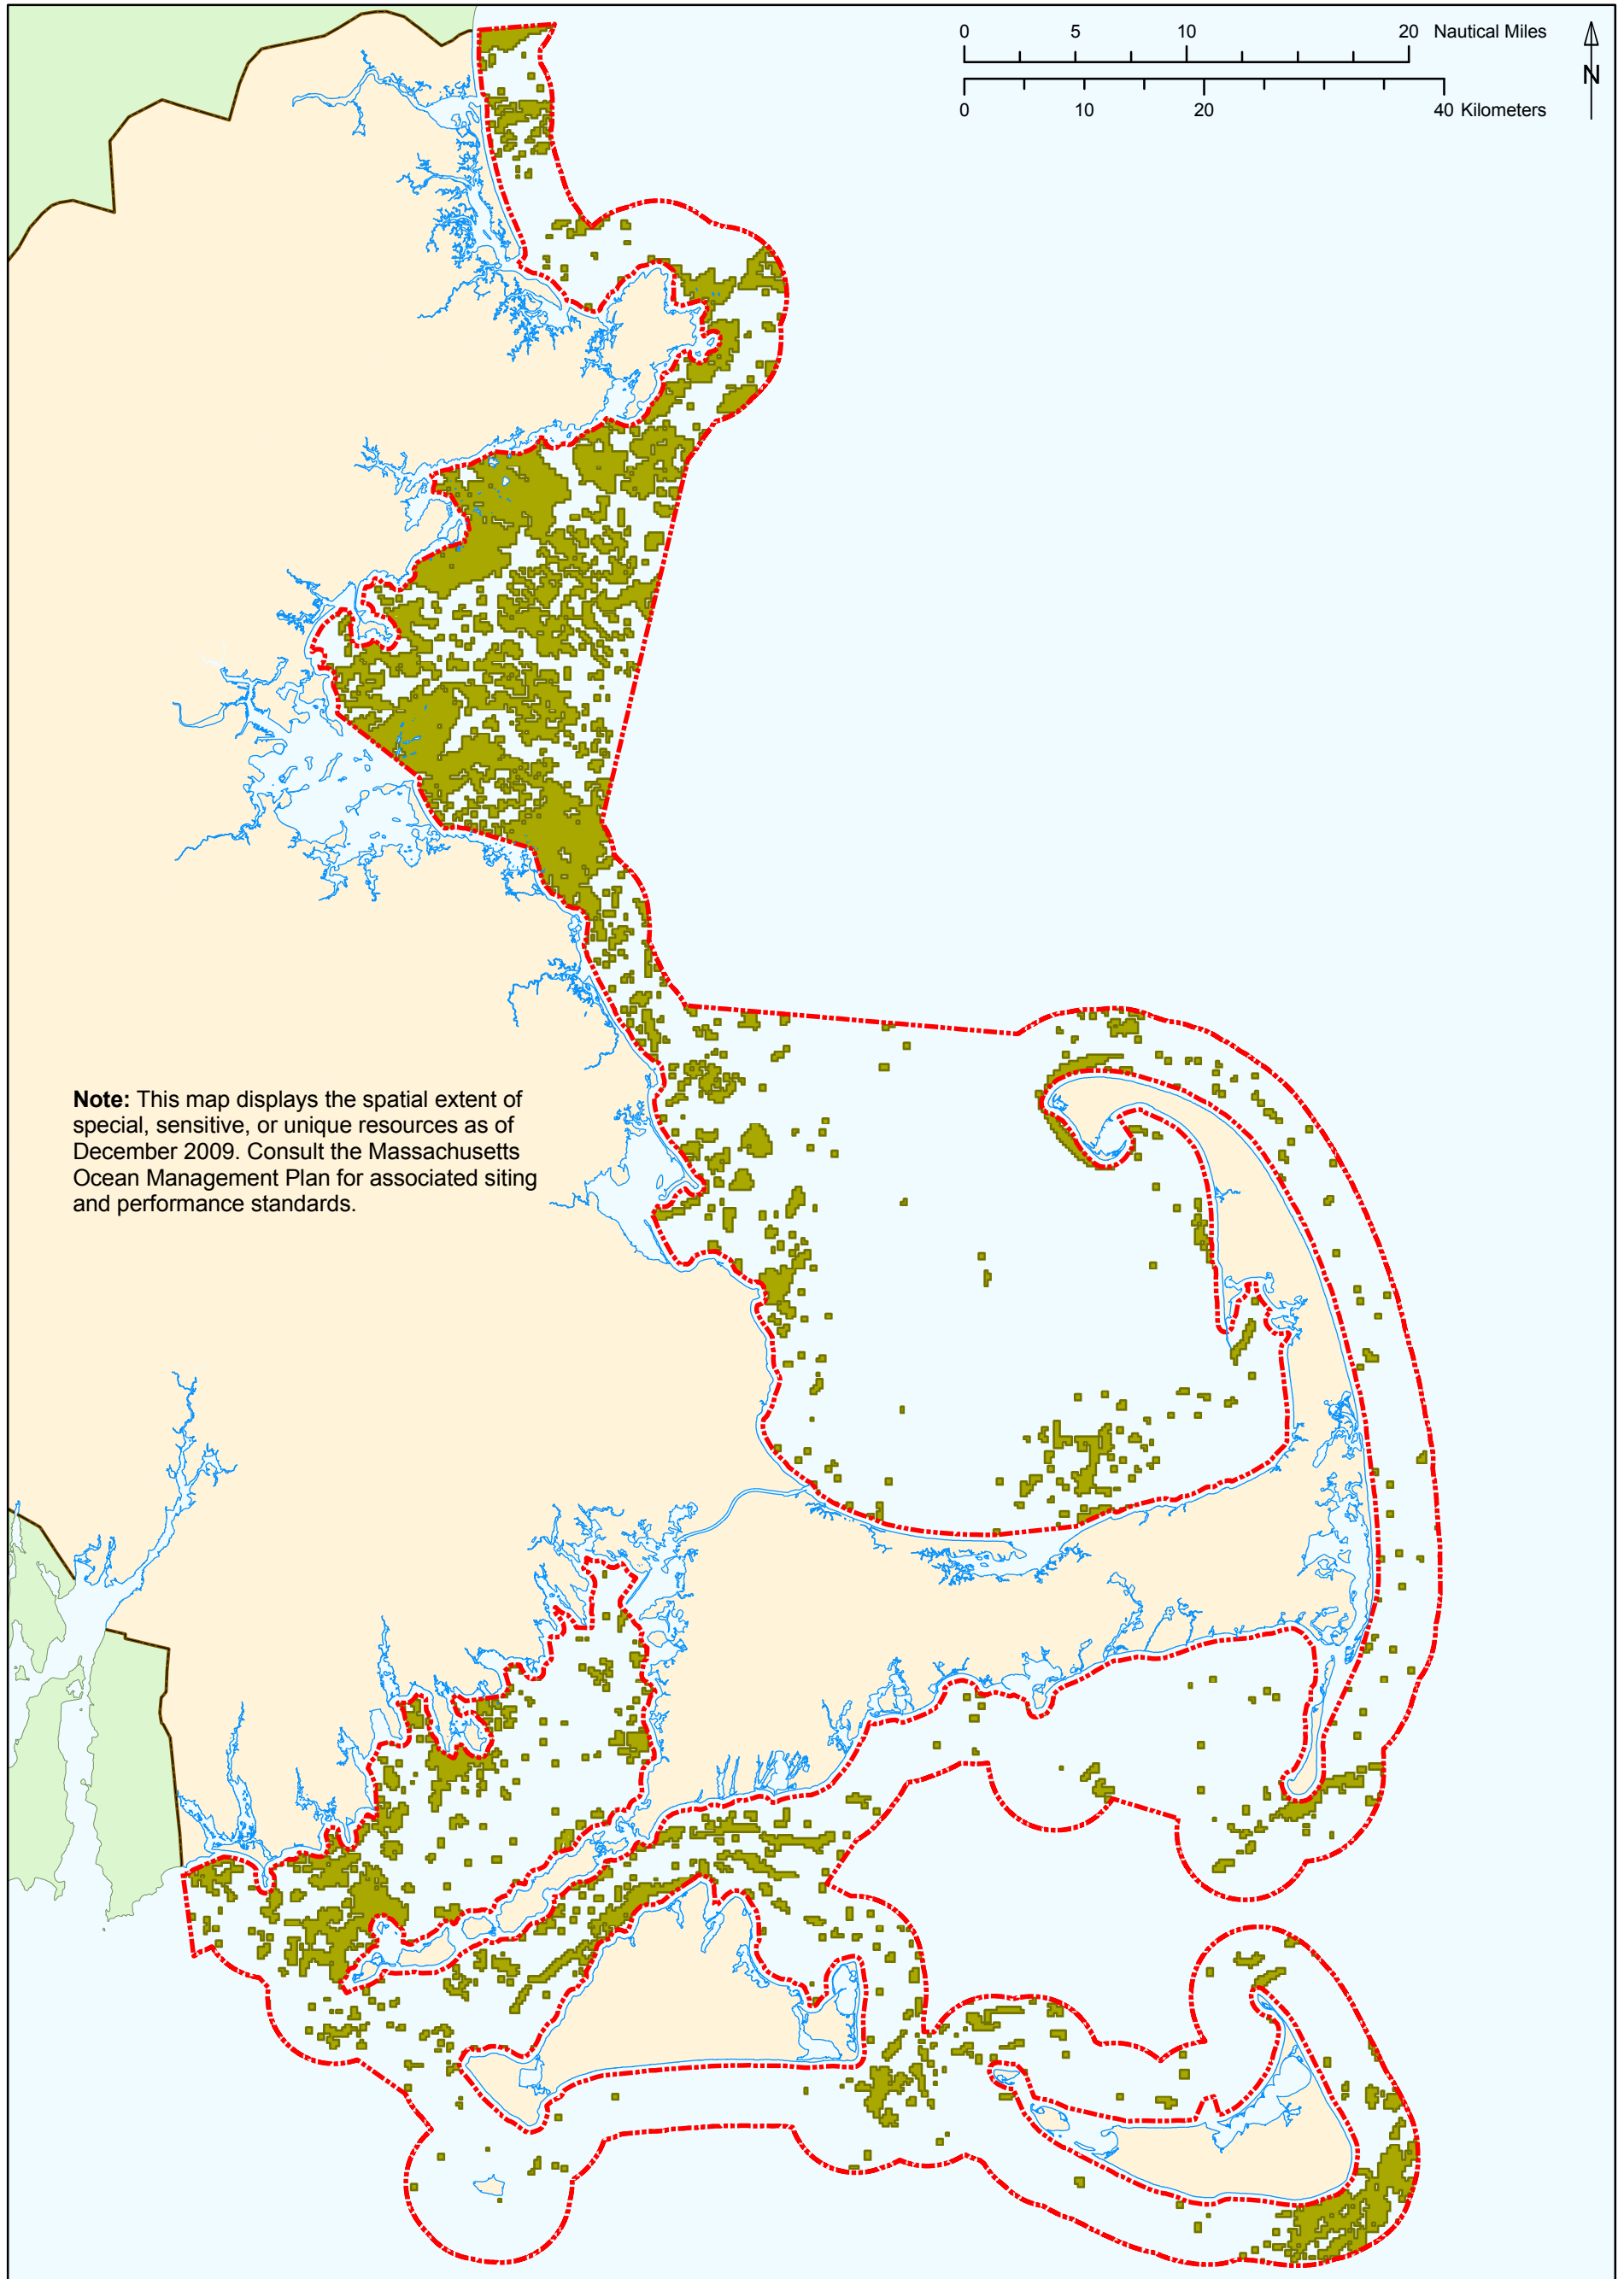 0 5 10 20 Nautical Miles
N
0 10 20 40 Kilometers
Note: This map displays the spatial extent of
special, sensitive, or unique resources as of
December 2009. Consult the Massachusetts
Ocean Management Plan for associated siting
and performance standards.